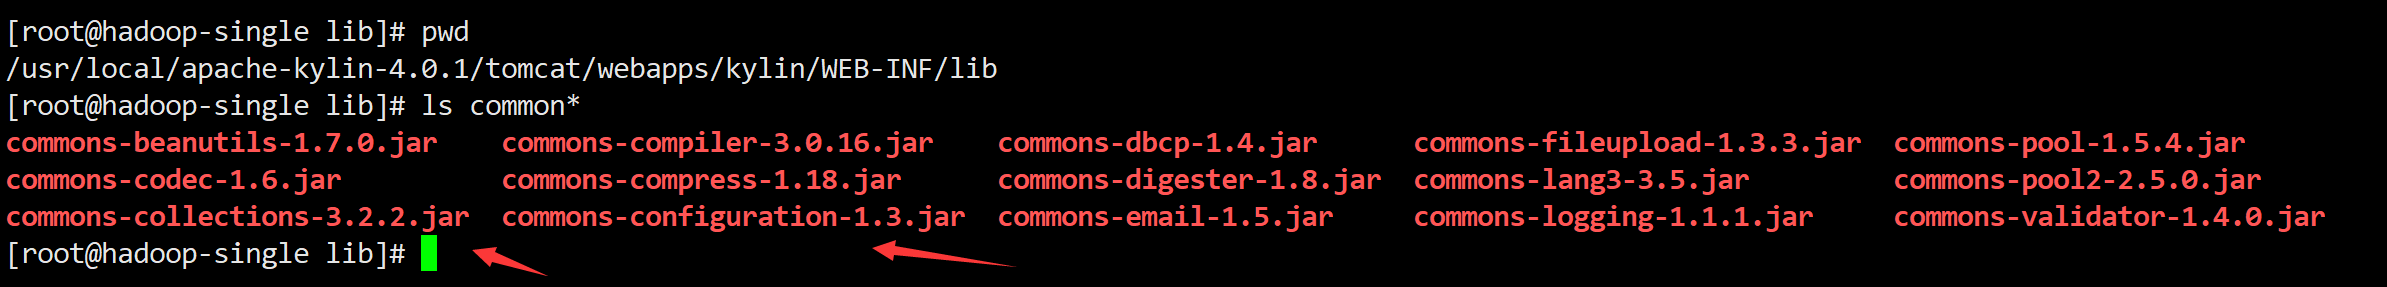 [root@hadoop-single lib]# pwd
/usr/local/apache-kylin-4.0.1/tomcat/webapps/kylin/WEB-INF/lib
[root@hadoop-single lib]# ls common*
commons-beanutils-1.7.0.jar    commons-compiler-3.0.16.jar    commons-dbcp-1.4.jar      commons-fileupload-1.3.3.jar  commons-pool-1.5.4.jar
commons-codec-1.6.jar          commons-compress-1.18.jar      commons-digester-1.8.jar  commons-lang3-3.5.jar         commons-pool2-2.5.0.jar
commons-collections-3.2.2.jar  commons-configuration-1.3.jar  commons-email-1.5.jar     commons-logging-1.1.1.jar     commons-validator-1.4.0.jar
[root@hadoop-single lib]#